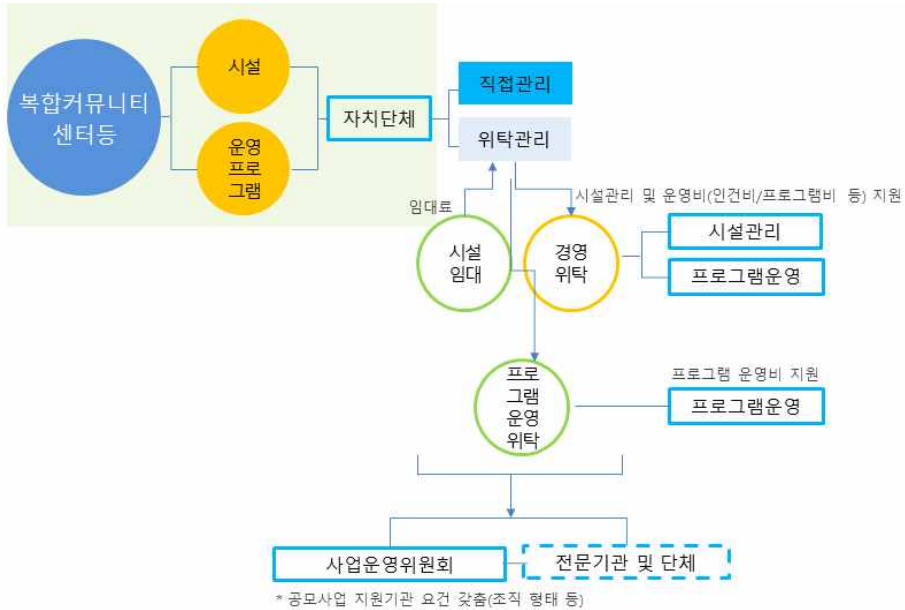 복합커뮤니티
센터등
시설
운영
프로
그램
자치단체
직접관리
위탁관리
임대료
시설관리 및 운영비(인건비/프로그램비 등) 지원
시설
임대
경영
위탁
시설관리
프로그램운영
프로
그램
운영
위탁
프로그램 운영비 지원
프로그램운영
사업운영위원회
전문기관 및 단체
* 공모사업 지원기관 요건 갖춤(조직 형태 등)